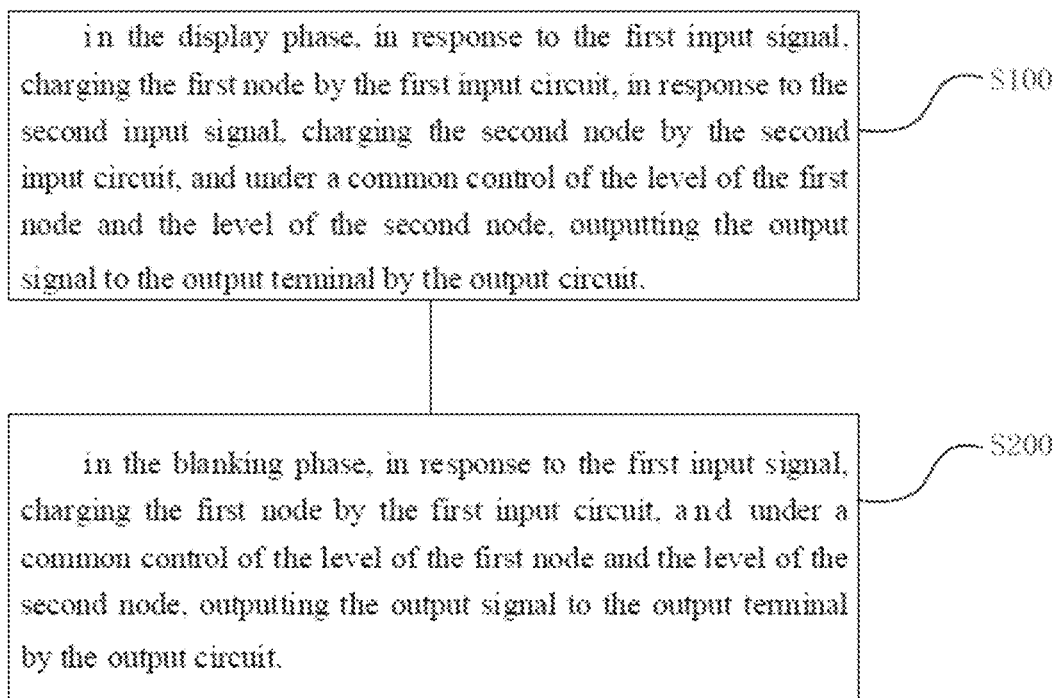 in the display phase, in response to the first input signal,
charging the first node by the first input circuit, in response to the
second input signal, charging the second node by the second
input circuit, and under a common control of the level of the first
node and the level of the second node, outputting the output
signal to the output terminal by the output circuit.
S100
in the blanking phase, in response to the first input signal,
charging the first node by the first input circuit, and under a
common control of the level of the first node and the level of the
second node, outputting the output signal to the output terminal
by the output circuit.
S200